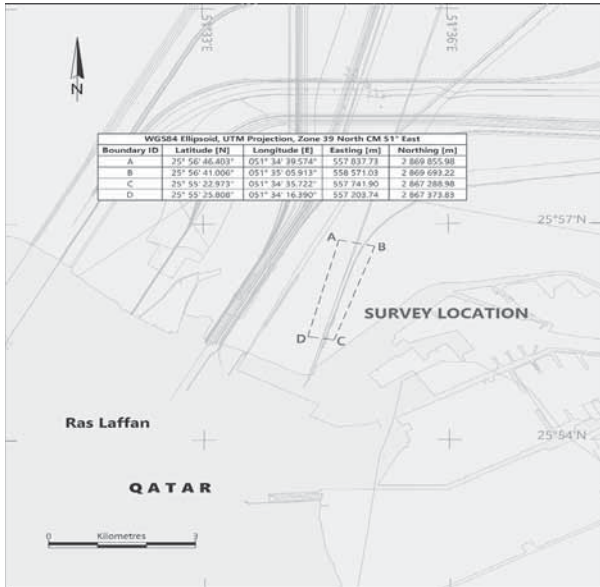 51°33'E
51°36'E
N
WGS84 Ellipsoid, UTM Projection, Zone 39 North CM 51° East
Boundary ID Latitude [N] Longitude [E] Easting [m] Northing [m]
A 25° 56' 46.403" 051° 34' 39.574" 557 837.73 2 869 855.98
B 25° 56' 41.006" 051° 35' 05.913" 558 571.03 2 869 693.22
C 25° 55' 22.973" 051° 34' 35.722" 557 741.90 2 867 288.98
D 25° 55' 25.808" 051° 34' 16.390" 557 203.74 2 867 373.83
25°57'N
A
B
SURVEY LOCATION
D
C
Ras Laffan
25°54'N
QATAR
0 Kilometres 3